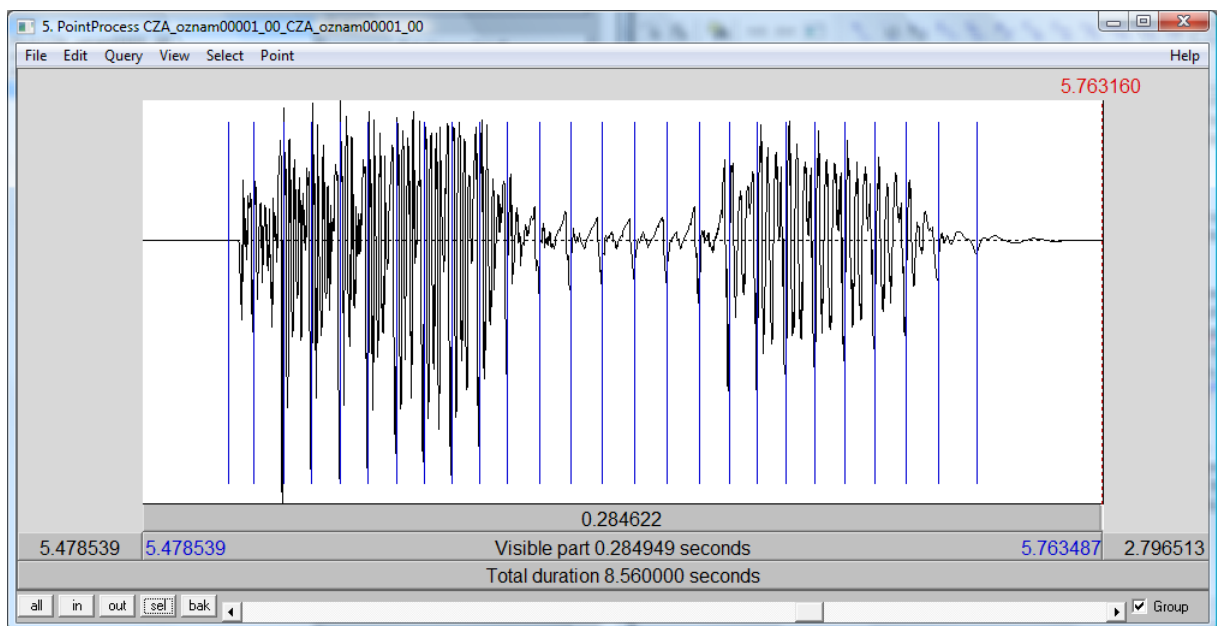 5. PointProcess CZA_oznam00001_00_CZA_oznam00001_00
File Edit Query View Select Point Help
5.763160
0.284622
5.478539 5.478539 Visible part 0.284949 seconds 5.763487 2.796513
Total duration 8.560000 seconds
all in out sel bak Group